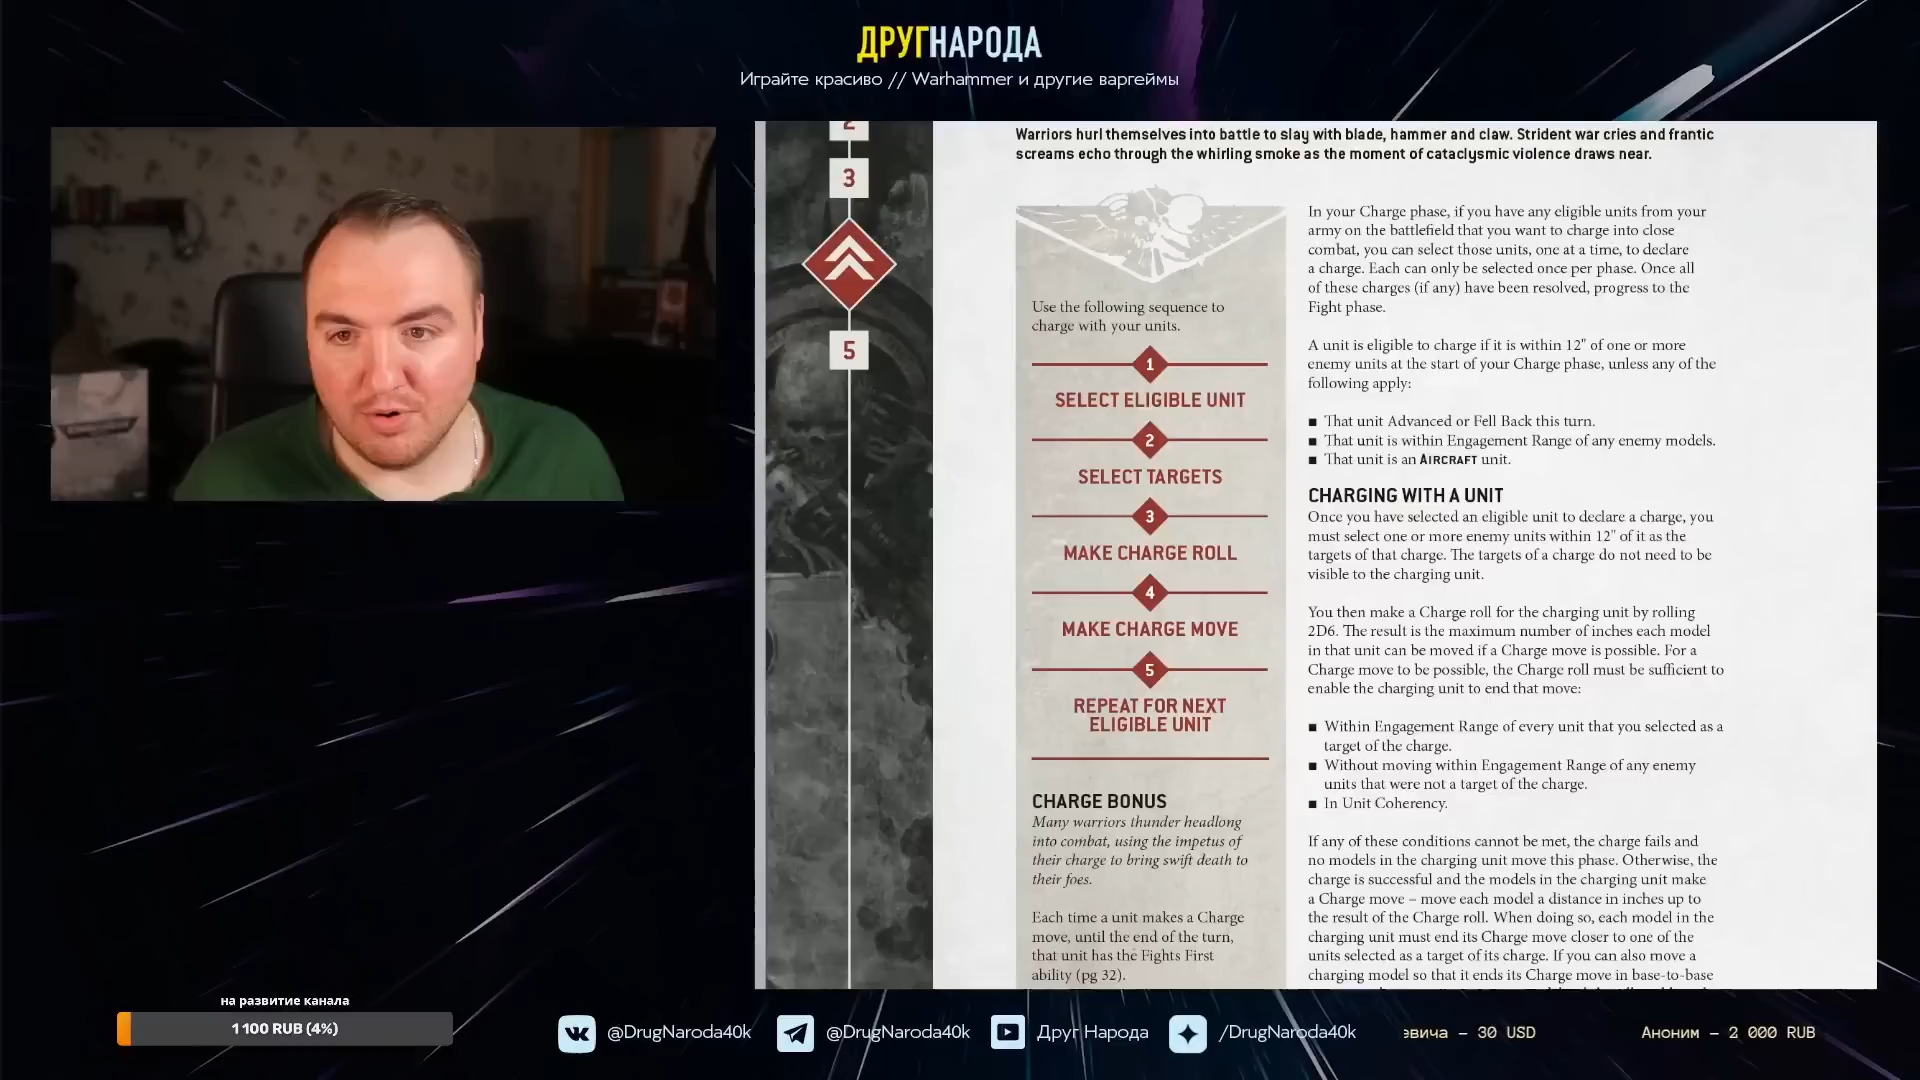 ДРУГНАРОДА
Играйте красиво // Warhammer и другие варгеймы
2
3
5
Warriors hurl themselves into battle to slay with blade, hammer and claw. Strident war cries and frantic
screams echo through the whirling smoke as the moment of cataclysmic violence draws near.
Use the following sequence to
charge with your units.
1
SELECT ELIGIBLE UNIT
2
SELECT TARGETS
3
MAKE CHARGE ROLL
4
MAKE CHARGE MOVE
5
REPEAT FOR NEXT
ELIGIBLE UNIT
CHARGE BONUS
Many warriors thunder headlong
into combat, using the impetus of
their charge to bring swift death to
their foes.
Each time a unit makes a Charge
move, until the end of the turn,
that unit has the Fights First
ability (pg 32).
In your Charge phase, if you have any eligible units from your
army on the battlefield that you want to charge into close
combat, you can select those units, one at a time, to declare
a charge. Each can only be selected once per phase. Once all
of these charges (if any) have been resolved, progress to the
Fight phase.
A unit is eligible to charge if it is within 12" of one or more
enemy units at the start of your Charge phase, unless any of the
following apply:
■ That unit Advanced or Fell Back this turn.
■ That unit is within Engagement Range of any enemy models.
■ That unit is an AIRCRAFT unit.
CHARGING WITH A UNIT
Once you have selected an eligible unit to declare a charge, you
must select one or more enemy units within 12" of it as the
targets of that charge. The targets of a charge do not need to be
visible to the charging unit.
You then make a Charge roll for the charging unit by rolling
2D6. The result is the maximum number of inches each model
in that unit can be moved if a Charge move is possible. For a
Charge move to be possible, the Charge roll must be sufficient to
enable the charging unit to end that move:
■ Within Engagement Range of every unit that you selected as a
target of the charge.
■ Without moving within Engagement Range of any enemy
units that were not a target of the charge.
■ In Unit Coherency.
If any of these conditions cannot be met, the charge fails and
no models in the charging unit move this phase. Otherwise, the
charge is successful and the models in the charging unit make
a Charge move – move each model a distance in inches up to
the result of the Charge roll. When doing so, each model in the
charging unit must end its Charge move closer to one of the
units selected as a target of its charge. If you can also move a
charging model so that it ends its Charge move in base-to-base
на развитие канала
1 100 RUB (4%)
@DrugNaroda40k
@DrugNaroda40k
Друг Народа
/DrugNaroda40k
евича – 30 USD
Аноним – 2 000 RUB